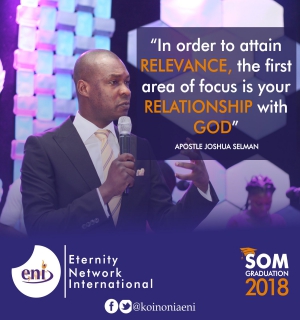 “In order to attain
RELEVANCE, the first
area of focus is your
RELATIONSHIP with
GOD”
APOSTLE JOSHUA SELMAN
eni
Eternity
Network
International
SOM
GRADUATION
2018
@koinoniaeni